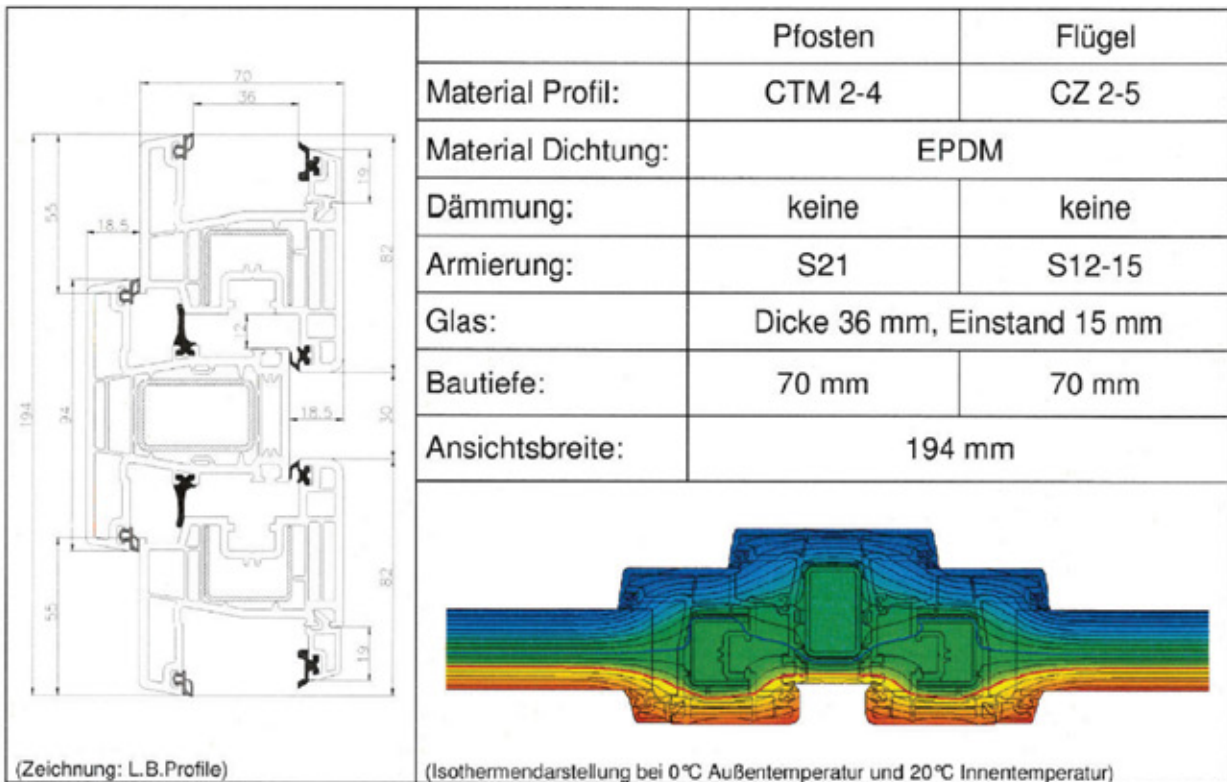 70
36
19
55
18.5
82
12
194
94
18.5
30
82
55
19
(Zeichnung: L.B.Profile)
Pfosten Flügel
Material Profil: CTM 2-4 CZ 2-5
Material Dichtung: EPDM
Dämmung: keine keine
Armierung: S21 S12-15
Glas: Dicke 36 mm, Einstand 15 mm
Bautiefe: 70 mm 70 mm
Ansichtsbreite: 194 mm
(Isothermendarstellung bei 0°C Außentemperatur und 20°C Innentemperatur)